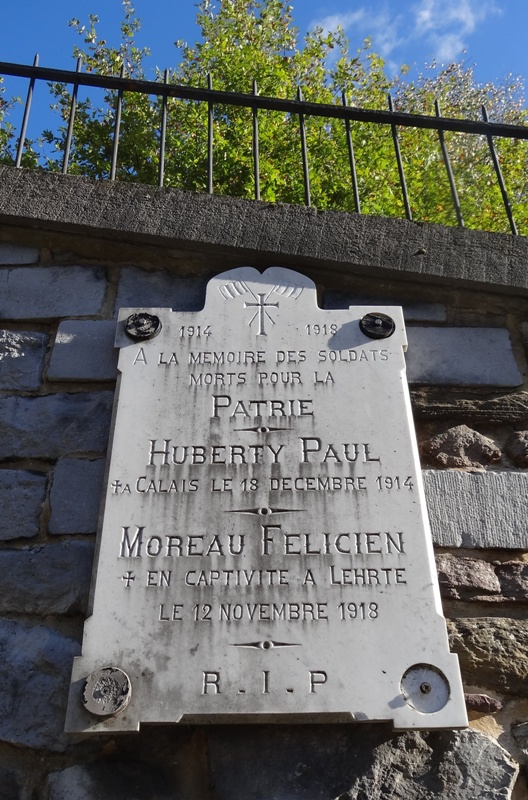 1914 1918
A LA MEMOIRE DES SOLDATS
MORTS POUR LA
PATRIE
HUBERTY PAUL
✝ A CALAIS LE 18 DECEMBRE 1914
MOREAU FELICIEN
✝ EN CAPTIVITE A LEHRTE
LE 12 NOVEMBRE 1918
R . I . P